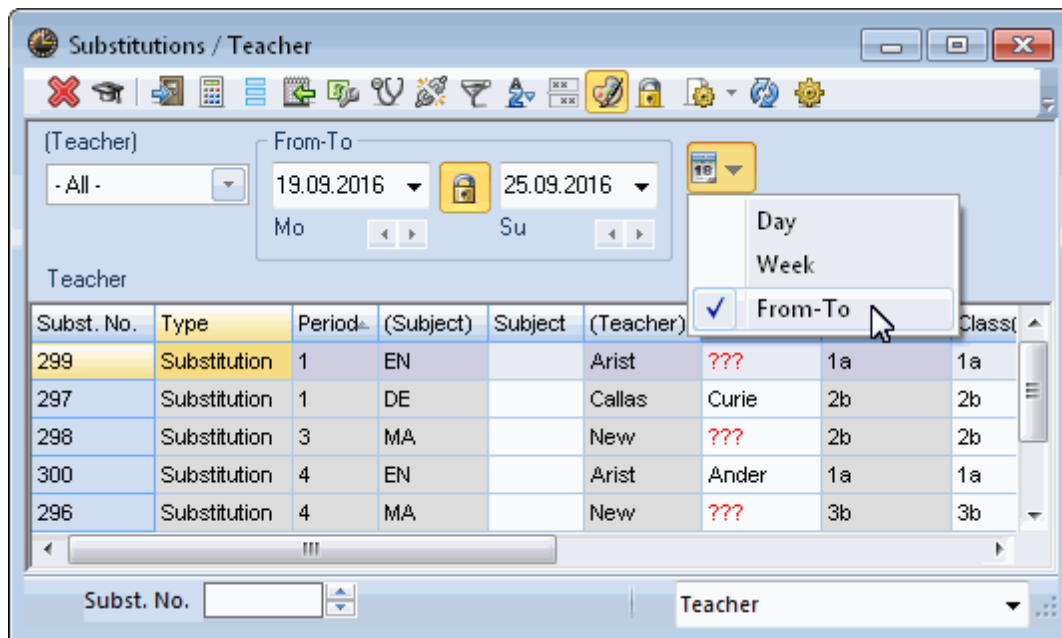 Substitutions / Teacher
(Teacher) From-To
- All - 19.09.2016 25.09.2016 18
Mo Su
Day
Week
From-To
Teacher
Subst. No. Type Period (Subject) Subject (Teacher) Class(
299 Substitution 1 EN Arist ??? 1a 1a
297 Substitution 1 DE Callas Curie 2b 2b
298 Substitution 3 MA New ??? 2b 2b
300 Substitution 4 EN Arist Ander 1a 1a
296 Substitution 4 MA New ??? 3b 3b
Subst. No. Teacher